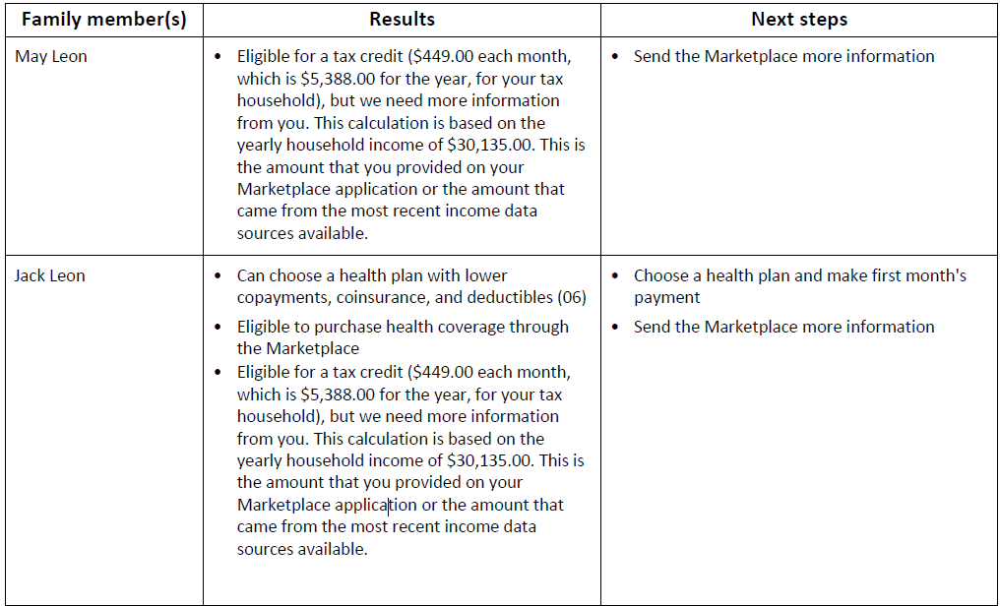 Family member(s)
Results
Next steps
May Leon
• Eligible for a tax credit ($449.00 each month,
which is $5,388.00 for the year, for your tax
household), but we need more information
from you. This calculation is based on the
yearly household income of $30,135.00. This is
the amount that you provided on your
Marketplace application or the amount that
came from the most recent income data
sources available.
• Send the Marketplace more information
Jack Leon
• Can choose a health plan with lower
copayments, coinsurance, and deductibles (06)
• Eligible to purchase health coverage through
the Marketplace
• Eligible for a tax credit ($449.00 each month,
which is $5,388.00 for the year, for your tax
household), but we need more information
from you. This calculation is based on the
yearly household income of $30,135.00. This is
the amount that you provided on your
Marketplace application or the amount that
came from the most recent income data
sources available.
• Choose a health plan and make first month's
payment
• Send the Marketplace more information